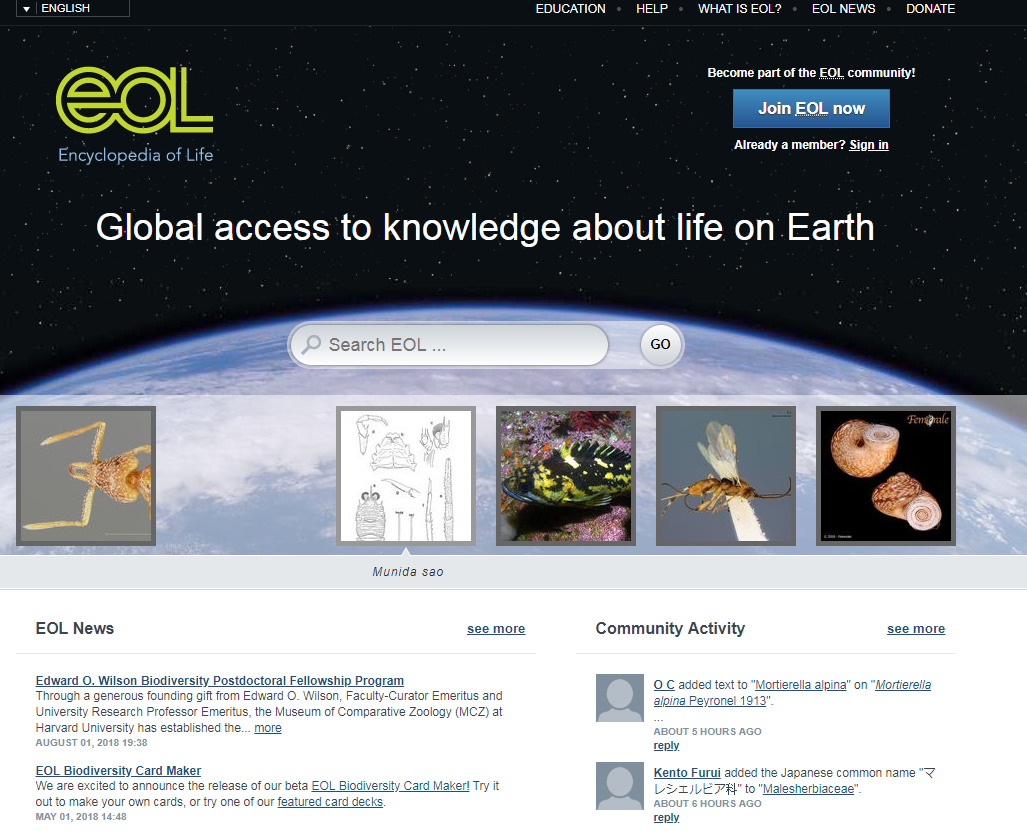 ENGLISH
EDUCATION • HELP • WHAT IS EOL? • EOL NEWS • DONATE
eOL
Encyclopedia of Life
Become part of the EOL community!
Join EOL now
Already a member? Sign in
Global access to knowledge about life on Earth
Search EOL ...
GO
Femorale
Munida sao
EOL News
see more
Edward O. Wilson Biodiversity Postdoctoral Fellowship Program
Through a generous founding gift from Edward O. Wilson, Faculty-Curator Emeritus and
University Research Professor Emeritus, the Museum of Comparative Zoology (MCZ) at
Harvard University has established the... more
AUGUST 01, 2018 19:38
EOL Biodiversity Card Maker
We are excited to announce the release of our beta EOL Biodiversity Card Maker! Try it
out to make your own cards, or try one of our featured card decks.
MAY 01, 2018 14:48
Community Activity
see more
O C added text to "Mortierella alpina" on "Mortierella
alpina Peyronel 1913".
...
ABOUT 5 HOURS AGO
reply
Kento Furui added the Japanese common name "マ
レシェルビア科" to "Malesherbiaceae".
ABOUT 6 HOURS AGO
reply